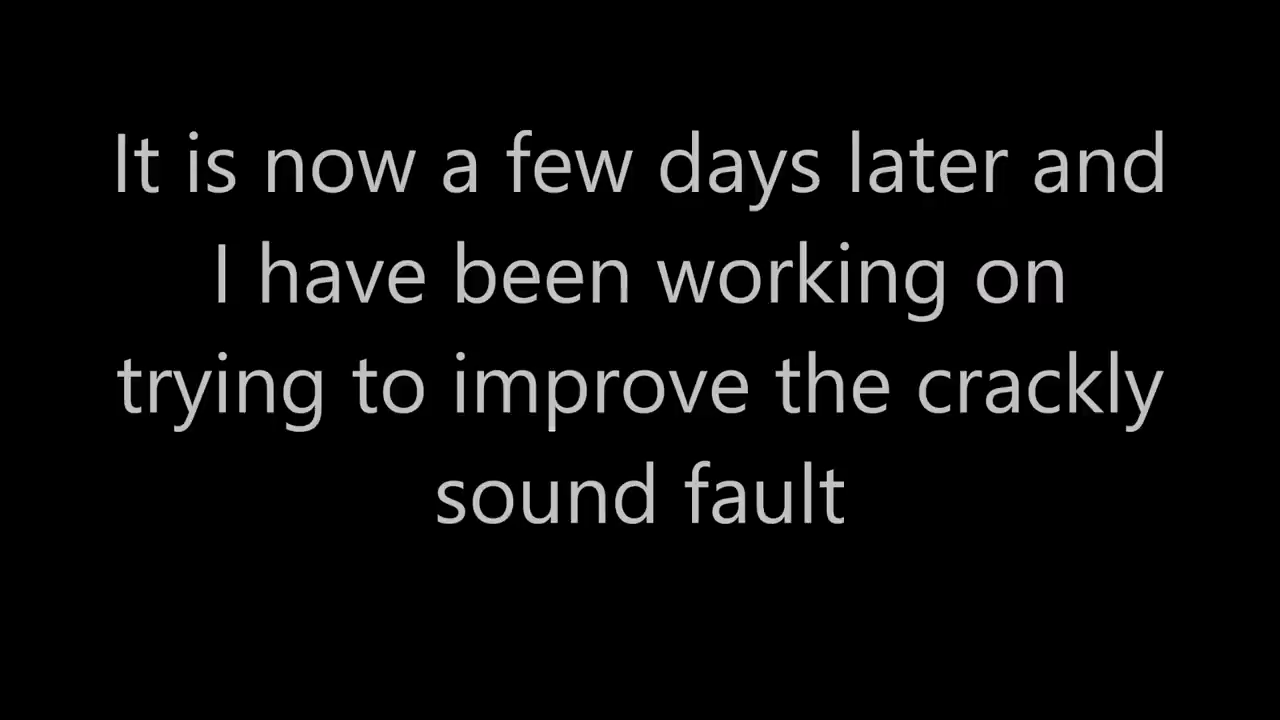 It is now a few days later and
I have been working on
trying to improve the crackly
sound fault